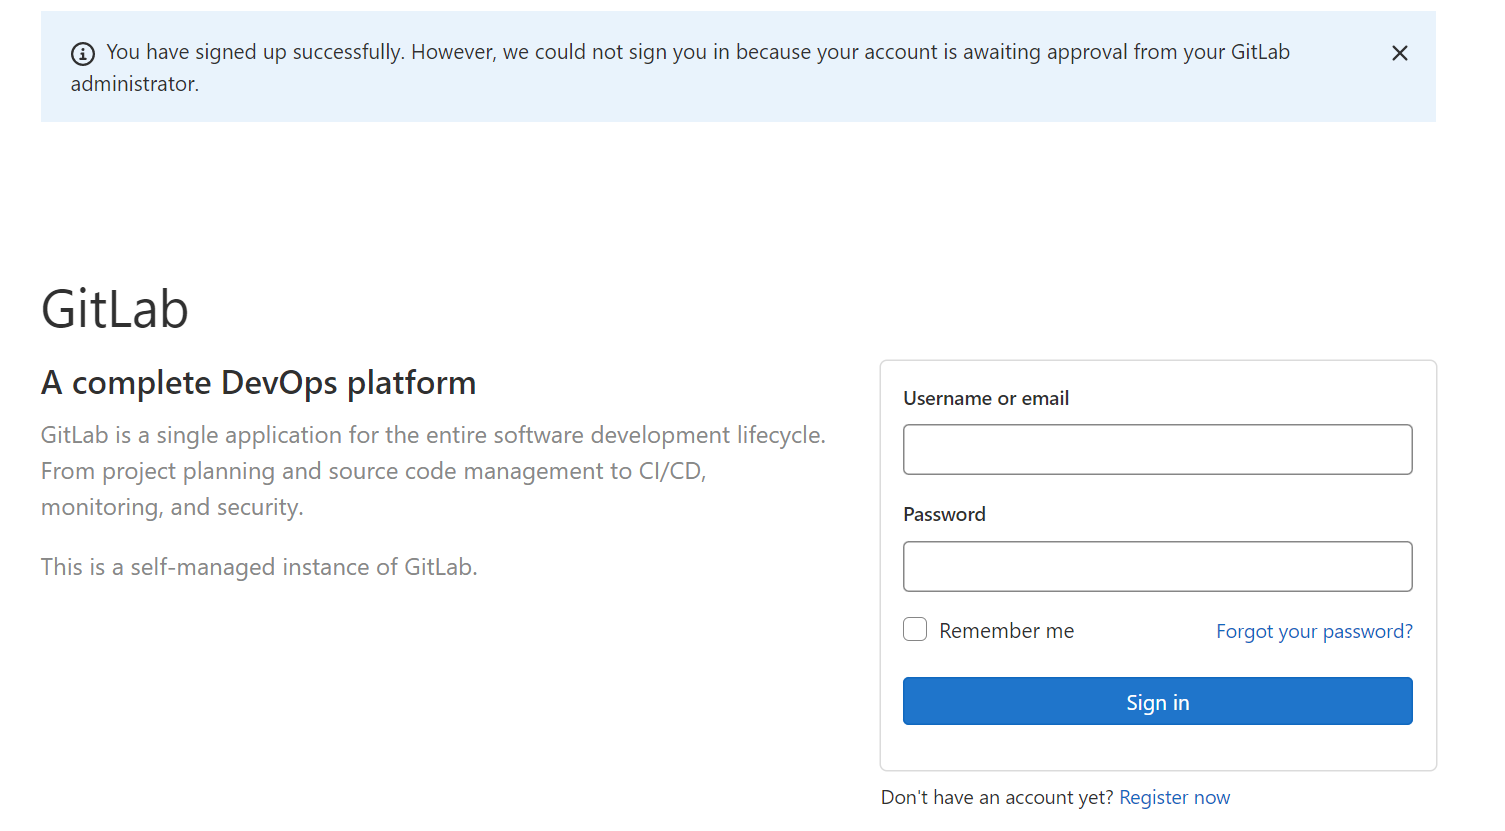 You have signed up successfully. However, we could not sign you in because your account is awaiting approval from your GitLab
administrator.
GitLab
A complete DevOps platform
GitLab is a single application for the entire software development lifecycle.
From project planning and source code management to CI/CD,
monitoring, and security.
This is a self-managed instance of GitLab.
Username or email
Password
Remember me
Forgot your password?
Sign in
Don't have an account yet? Register now